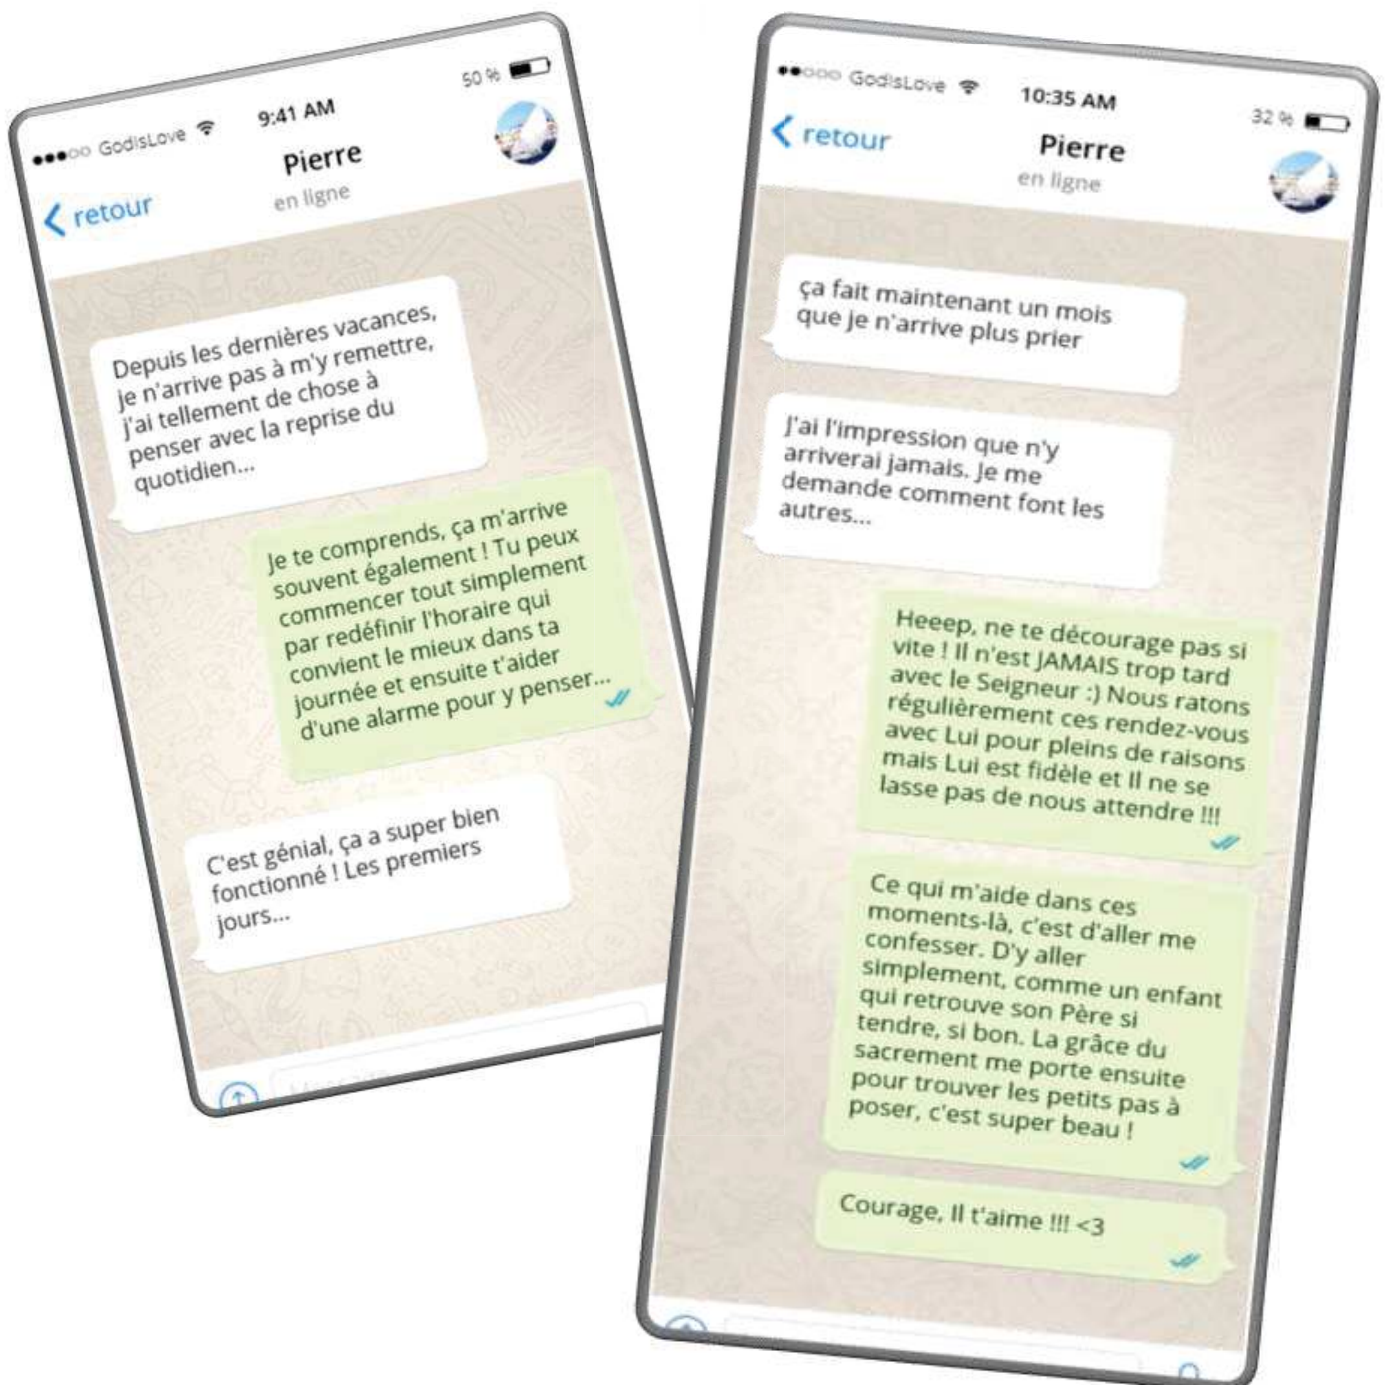 GodIsLove
9:41 AM
50 %
retour
Pierre
en ligne
Depuis les dernières vacances,
je n'arrive pas à m'y remettre,
j'ai tellement de chose à
penser avec la reprise du
quotidien...
Je te comprends, ça m'arrive
souvent également ! Tu peux
commencer tout simplement
par redéfinir l'horaire qui
convient le mieux dans ta
journée et ensuite t'aider
d'une alarme pour y penser...
C'est génial, ça a super bien
fonctionné ! Les premiers
jours...
GodIsLove
10:35 AM
32 %
retour
Pierre
en ligne
ça fait maintenant un mois
que je n'arrive plus prier
J'ai l'impression que n'y
arriverai jamais. Je me
demande comment font les
autres...
Heeep, ne te décourage pas si
vite ! Il n'est JAMAIS trop tard
avec le Seigneur :) Nous ratons
régulièrement ces rendez-vous
avec Lui pour pleins de raisons
mais Lui est fidèle et Il ne se
lasse pas de nous attendre !!!
Ce qui m'aide dans ces
moments-là, c'est d'aller me
confesser. D'y aller
simplement, comme un enfant
qui retrouve son Père si
tendre, si bon. La grâce du
sacrement me porte ensuite
pour trouver les petits pas à
poser, c'est super beau !
Courage, Il t'aime !!! <3